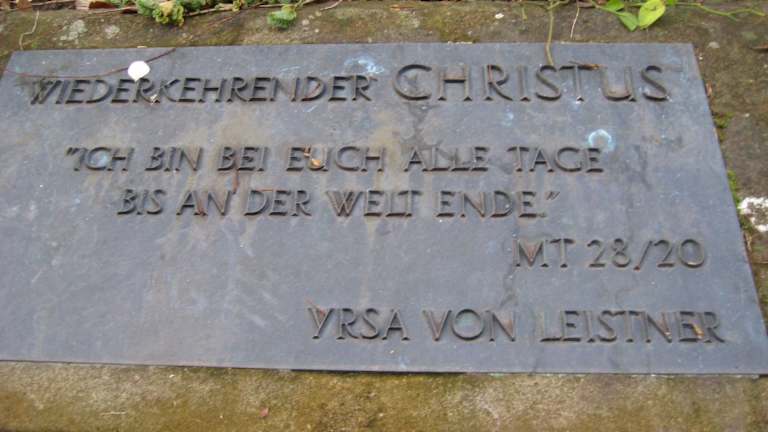 WIEDERKEHRENDER CHRISTUS
"ICH BIN BEI EUCH ALLE TAGE
BIS AN DER WELT ENDE."
MT 28/20
YRSA VON LEISTNER